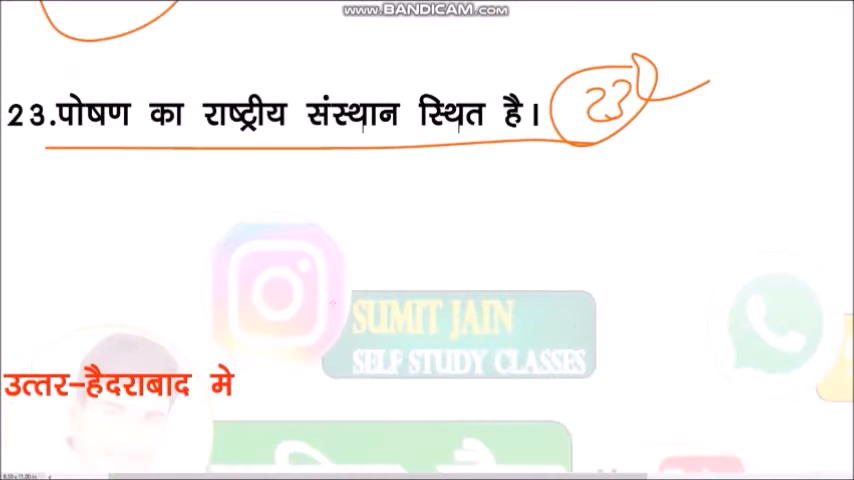 www.BANDICAM.com
23.पोषण का राष्ट्रीय संस्थान स्थित है। 23
SUMIT JAIN
SELF STUDY CLASSES
उत्तर-हैदराबाद मे